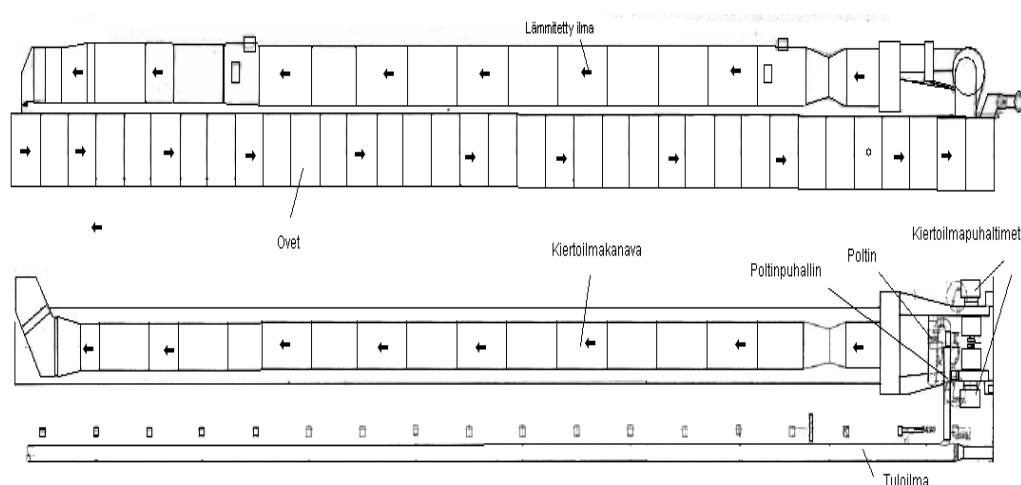 Lämmitetty ilma
Ovet
Kiertoilmakanava
Poltinpuhallin
Poltin
Kiertoilmapuhaltimet
Tuloilma